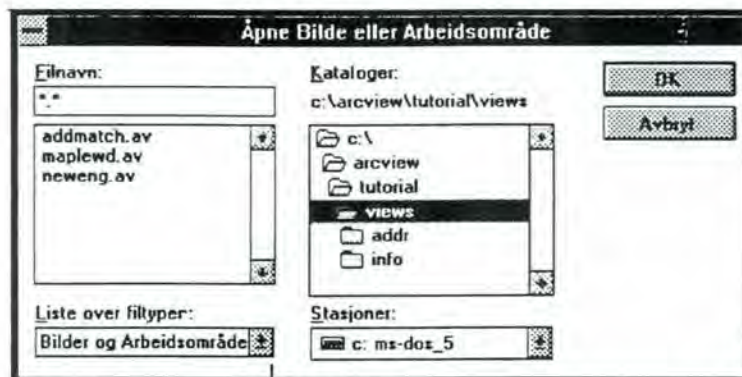 Åpne Bilde eller Arbeidsområde
Filnavn:
*.*
addmatch.av
maplewd.av
neweng.av
Liste over filtyper:
Bilder og Arbeidsområde
Kataloger:
c:\arcview\tutorial\views
c:\
arcview
tutorial
views
addr
info
Stasjoner:
c: ms-dos_5
OK
Avbryt